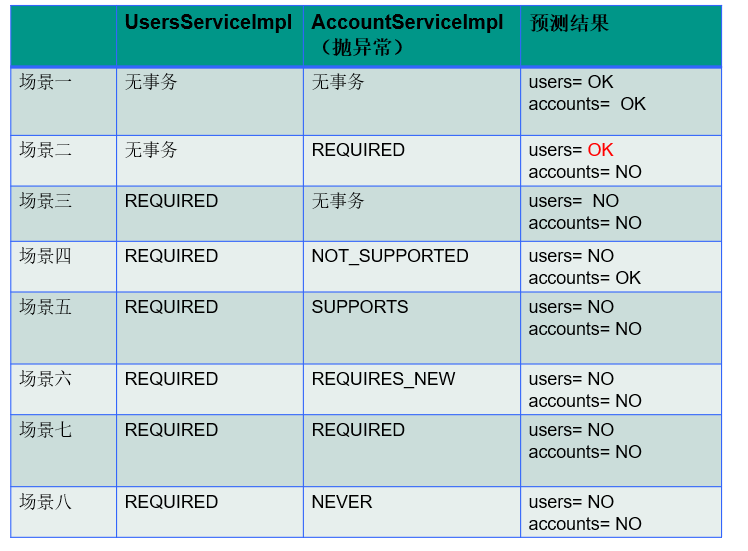 UsersServiceImpl AccountServiceImpl 预测结果
（抛异常）
场景一 无事务 无事务 users= OK
accounts= OK
场景二 无事务 REQUIRED users= OK
accounts= NO
场景三 REQUIRED 无事务 users= NO
accounts= NO
场景四 REQUIRED NOT_SUPPORTED users= NO
accounts= OK
场景五 REQUIRED SUPPORTS users= NO
accounts= NO
场景六 REQUIRED REQUIRES_NEW users= NO
accounts= NO
场景七 REQUIRED REQUIRED users= NO
accounts= NO
场景八 REQUIRED NEVER users= NO
accounts= NO